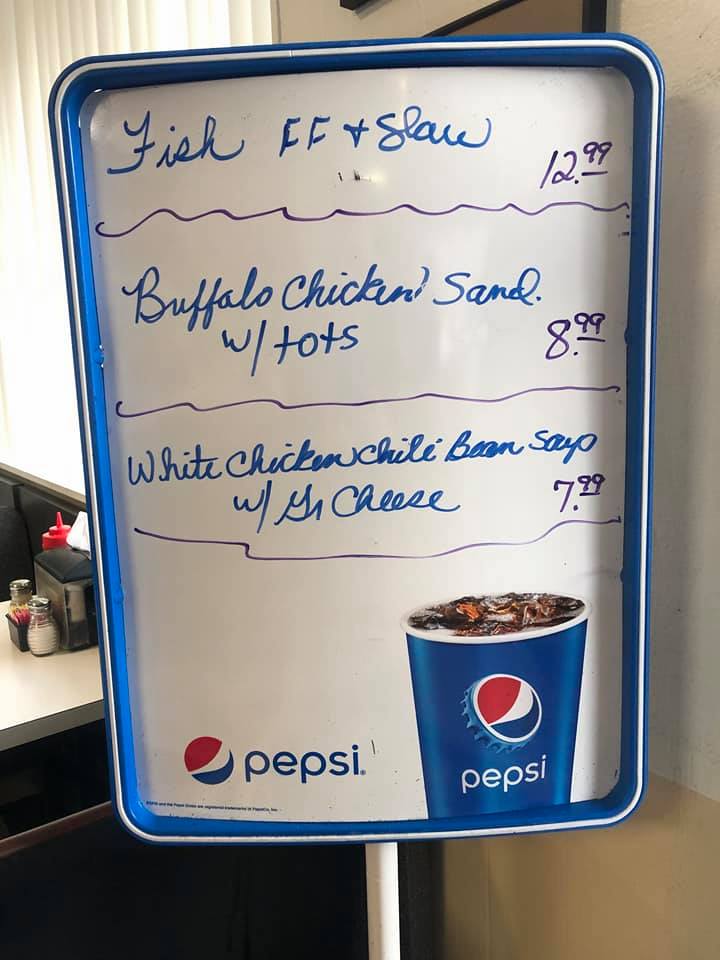 Fish FF + Slaw
12.99
Buffalo Chicken Sand.
w/ tots
8.99
White Chicken Chili Bean Soup
w/ Gr Cheese
7.99
pepsi
pepsi.